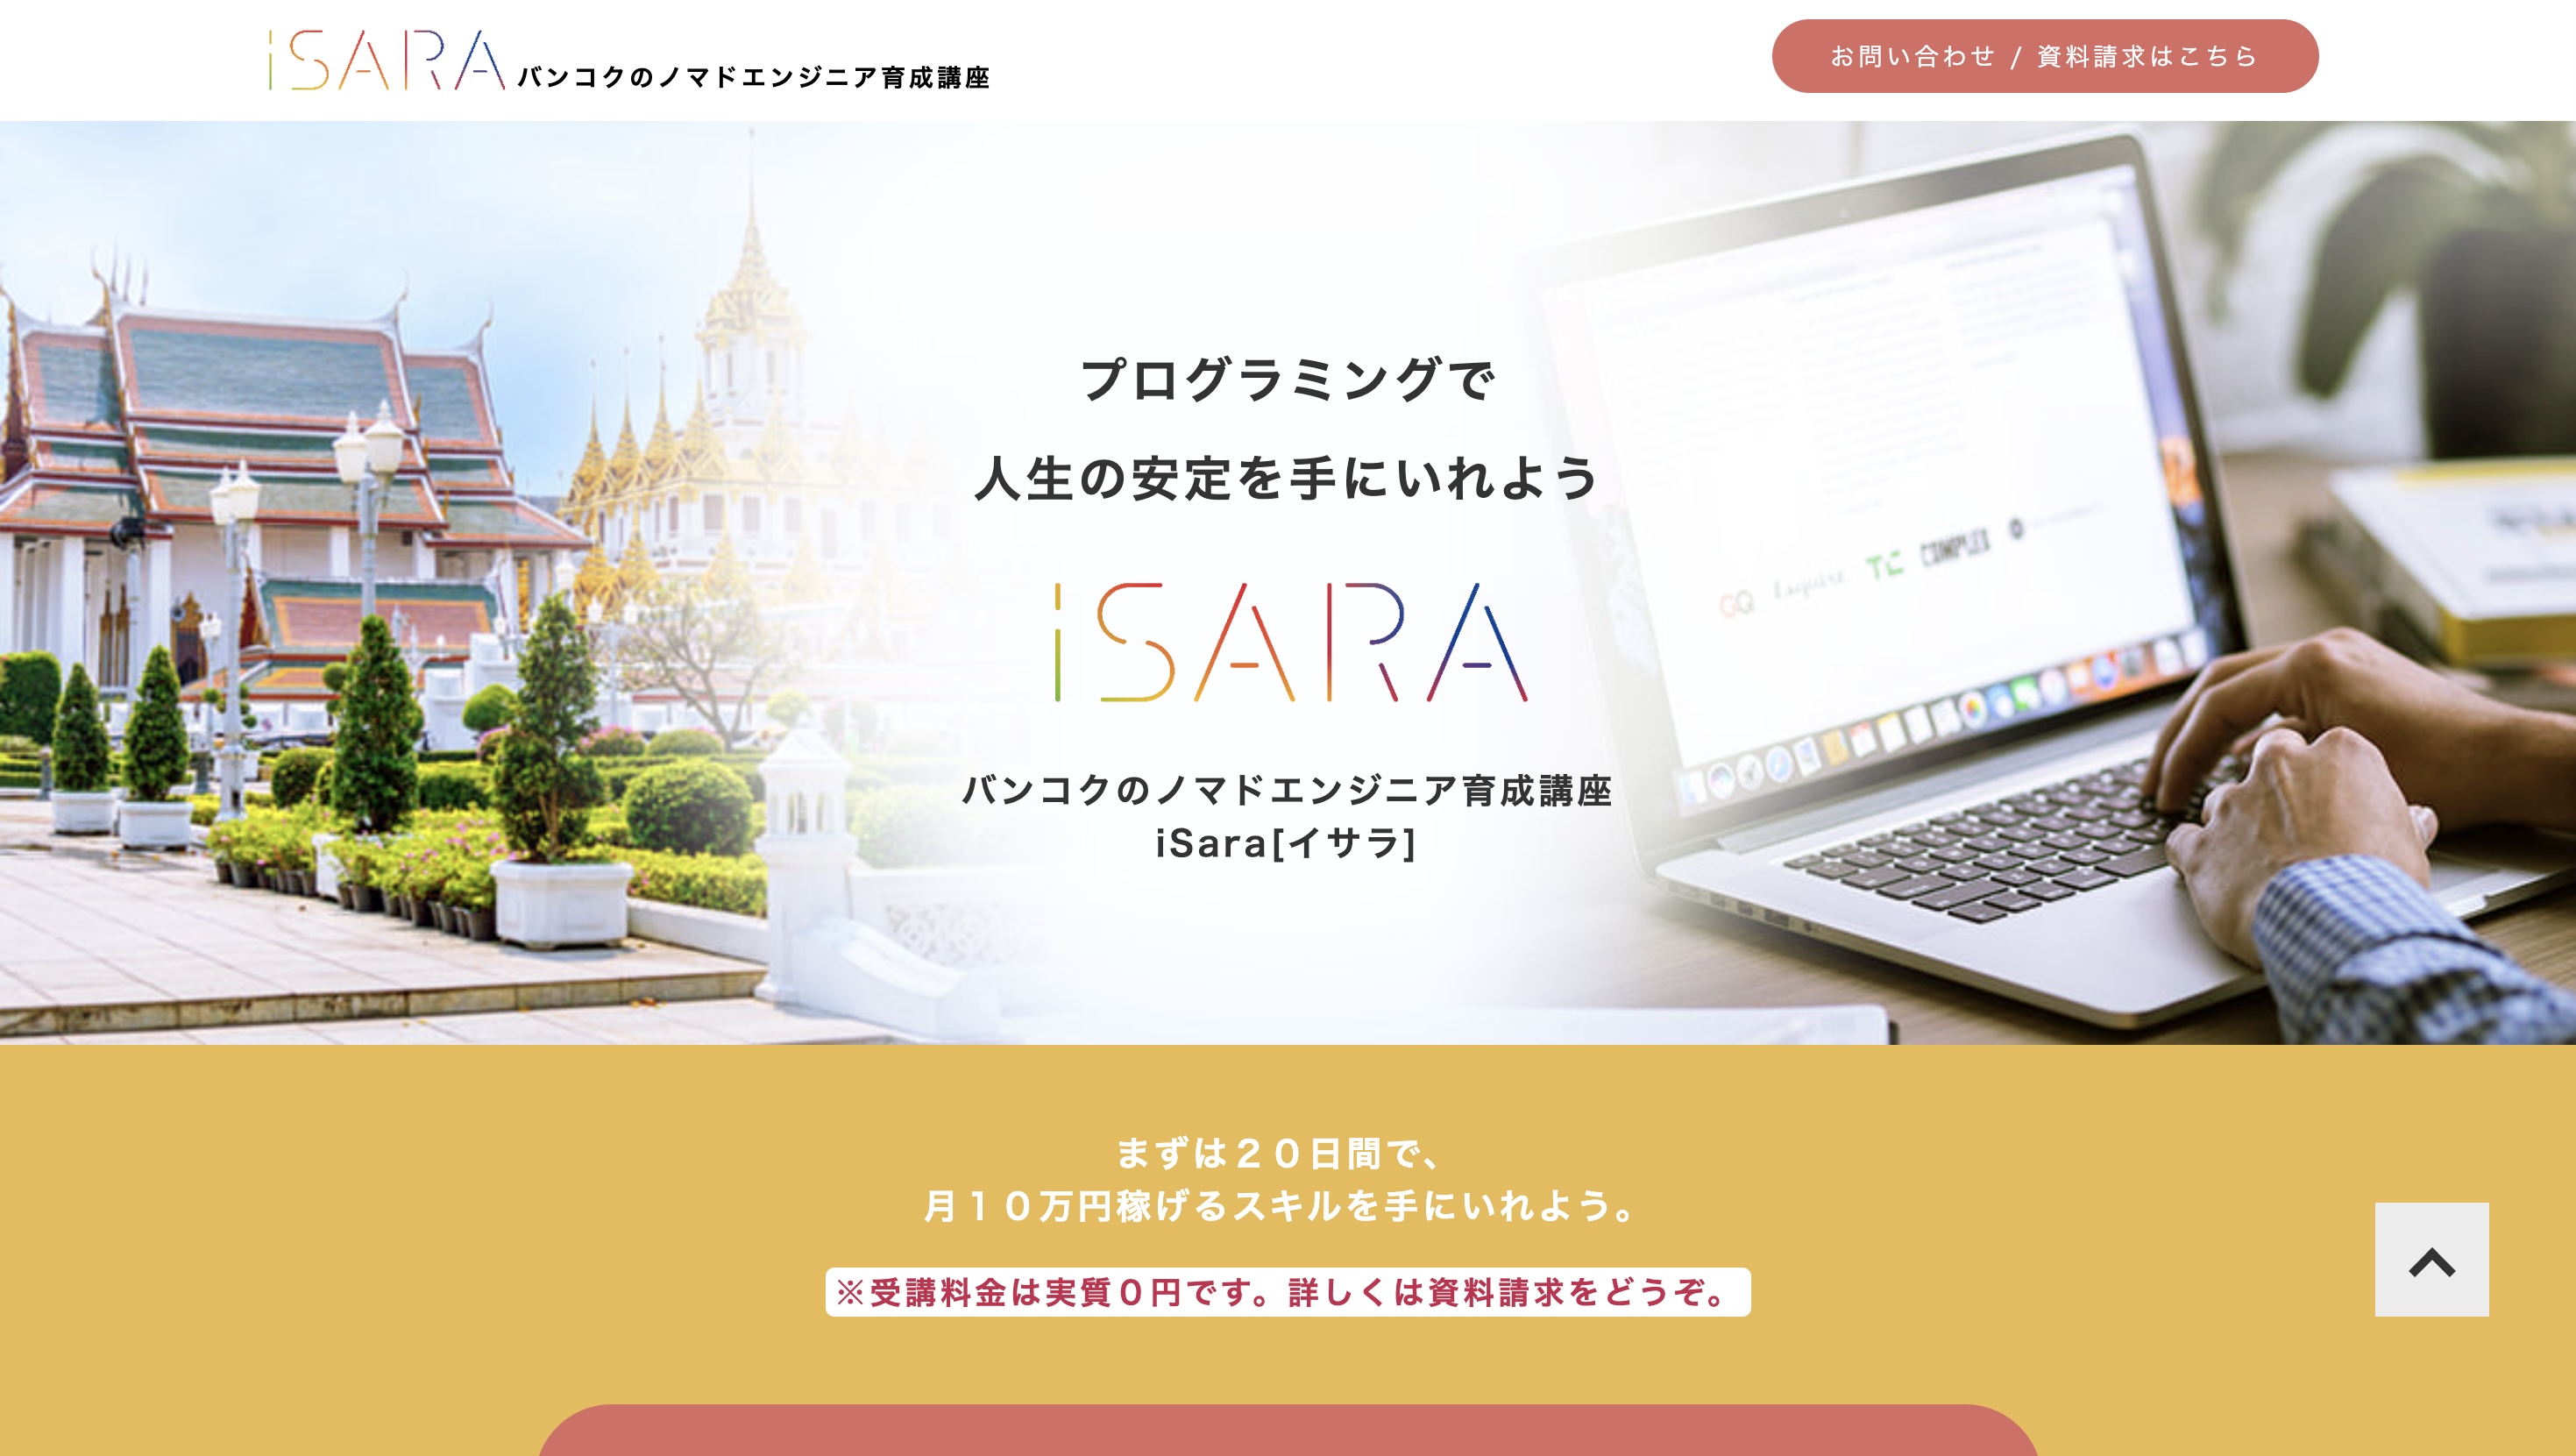 iSARA バンコクのノマドエンジニア育成講座
お問い合わせ / 資料請求はこちら
プログラミングで
人生の安定を手にいれよう
iSARA
バンコクのノマドエンジニア育成講座
iSara[イサラ]
GQ Esquire TC COMPLEX
まずは２０日間で、
月１０万円稼げるスキルを手にいれよう。
※受講料金は実質０円です。詳しくは資料請求をどうぞ。